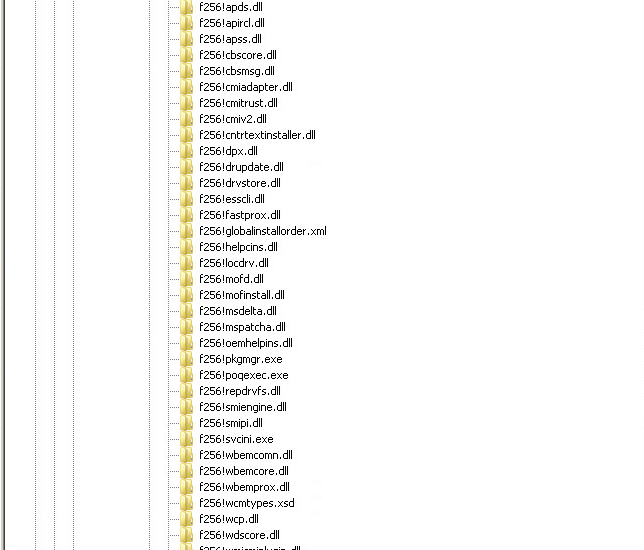 f256!apds.dll
f256!apircl.dll
f256!apss.dll
f256!cbscore.dll
f256!cbsmsg.dll
f256!cmiadapter.dll
f256!cmitrust.dll
f256!cmiv2.dll
f256!cntrtextinstaller.dll
f256!dpx.dll
f256!drupdate.dll
f256!drvstore.dll
f256!esscli.dll
f256!fastprox.dll
f256!globalinstallorder.xml
f256!helpcins.dll
f256!locdrv.dll
f256!mofd.dll
f256!mofinstall.dll
f256!msdelta.dll
f256!mspatcha.dll
f256!oemhelpins.dll
f256!pkgmgr.exe
f256!poqexec.exe
f256!repdrvfs.dll
f256!smiengine.dll
f256!smipi.dll
f256!svcini.exe
f256!wbemcomn.dll
f256!wbemcore.dll
f256!wbemprox.dll
f256!wcmtypes.xsd
f256!wcp.dll
f256!wdscore.dll